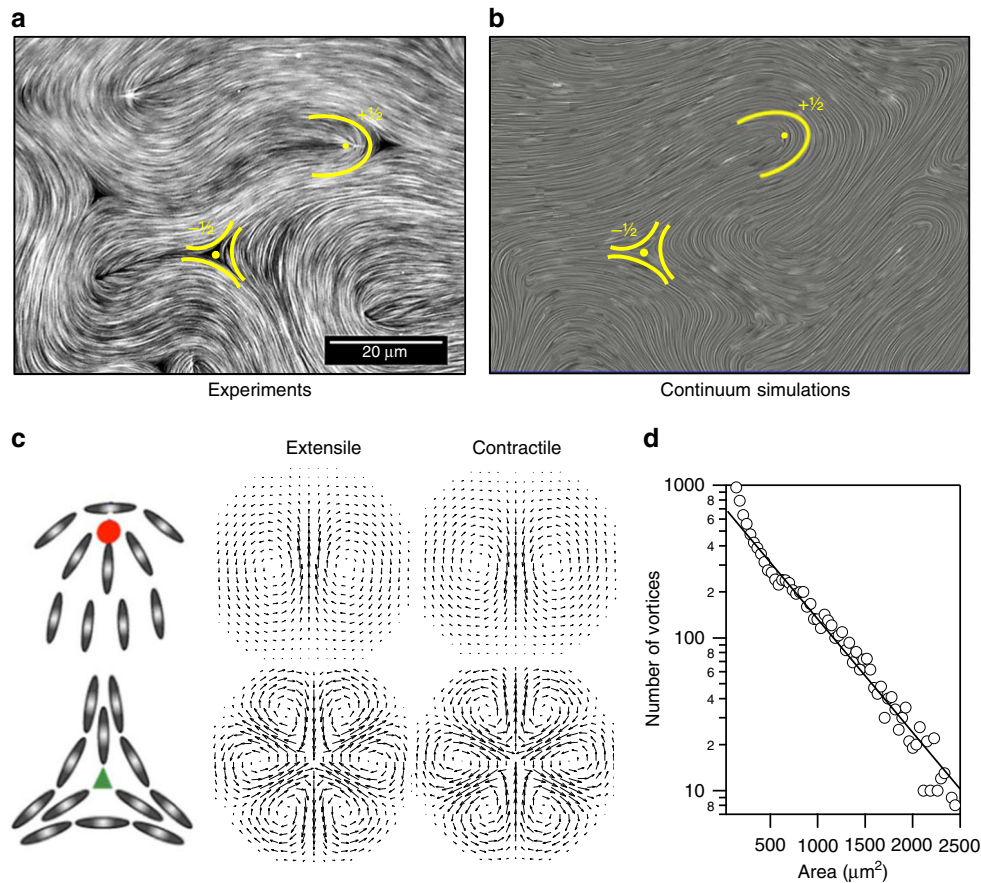 a
b
+½
−½
20 μm
+½
−½
Experiments
Continuum simulations
c
Extensile
Contractile
d
1000
8
6
4
2
100
8
6
4
2
10
8
Number of vortices
500
1000
1500
2000
2500
Area (μm²)